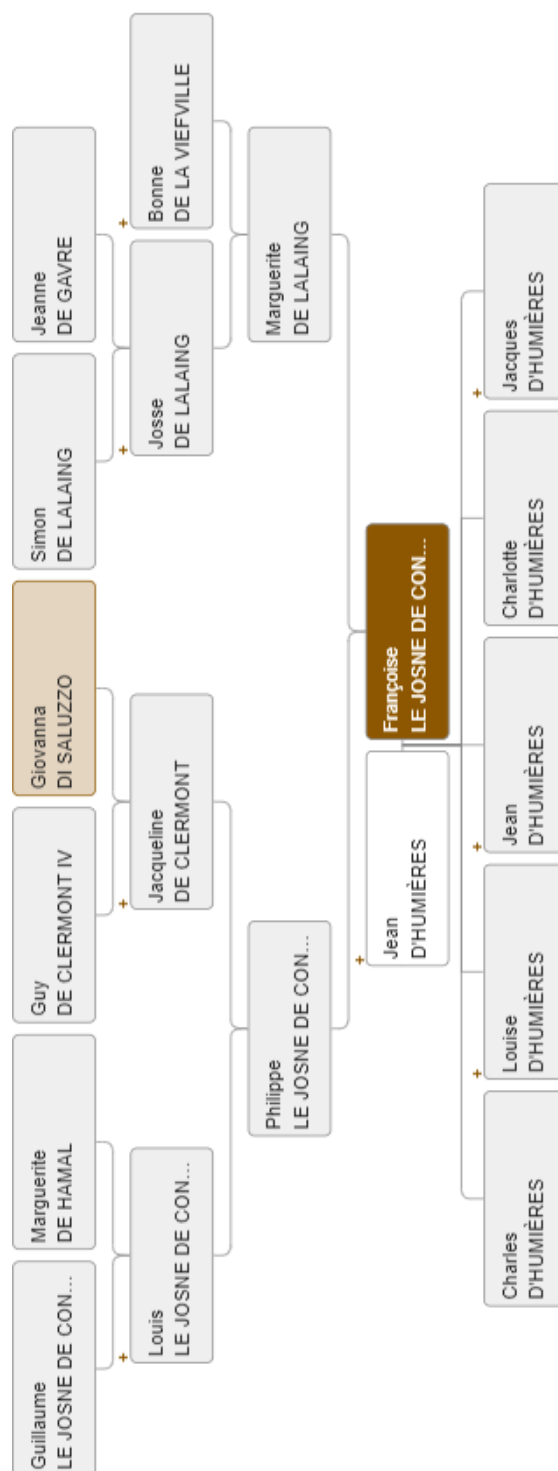 Guillaume
LE JOSNE DE CON...
Marguerite
DE HAMAL
Guy
DE CLERMONT IV
Giovanna
DI SALUZZO
Simon
DE LALAING
Jeanne
DE GAVRE
Louis
LE JOSNE DE CON...
Jacqueline
DE CLERMONT
Josse
DE LALAING
Bonne
DE LA VIEFVILLE
Philippe
LE JOSNE DE CON...
Marguerite
DE LALAING
Jean
D'HUMIÈRES
Françoise
LE JOSNE DE CON...
Charles
D'HUMIÈRES
Louise
D'HUMIÈRES
Jean
D'HUMIÈRES
Charlotte
D'HUMIÈRES
Jacques
D'HUMIÈRES